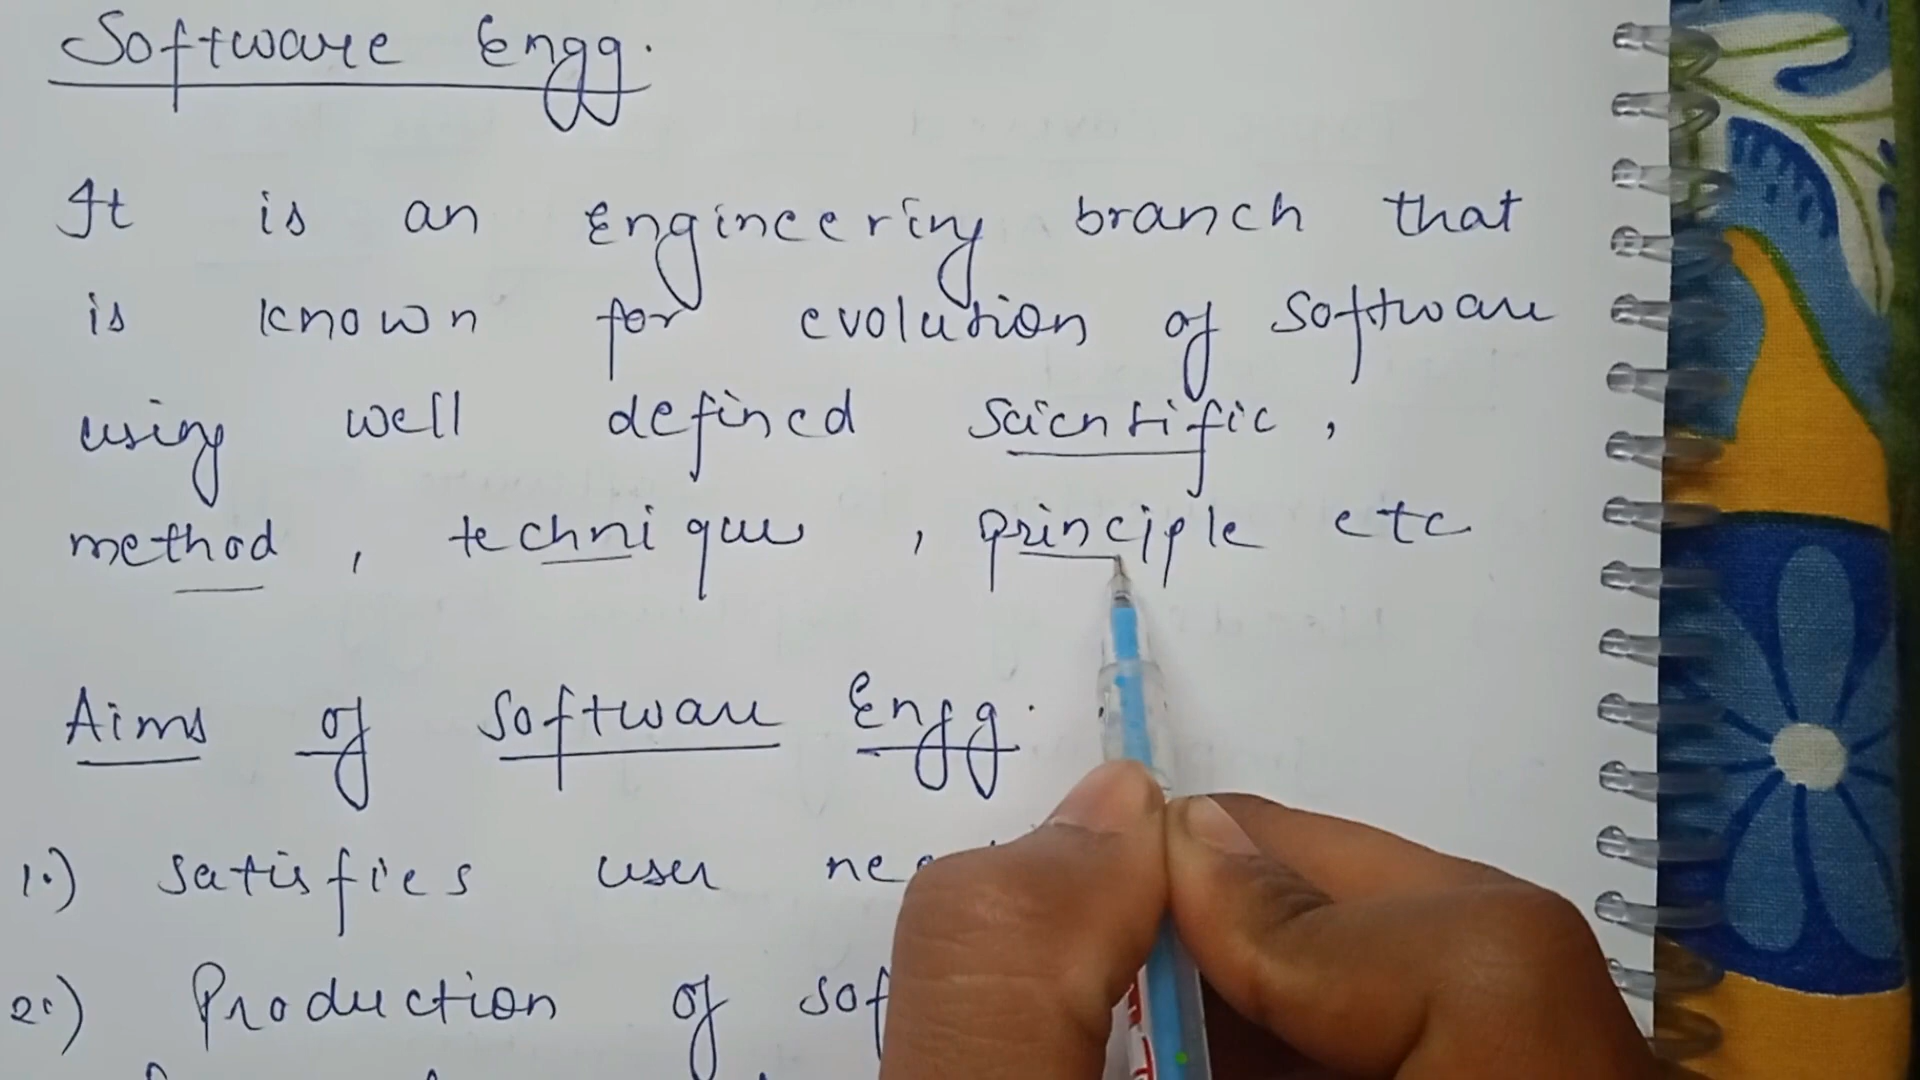 Software Engg.
It is an Engineering branch that
is known for evolution of Software
using well defined scientific,
method, technique, principle etc
Aims of Software Engg.
1.) Satisfies user
2.) Production of